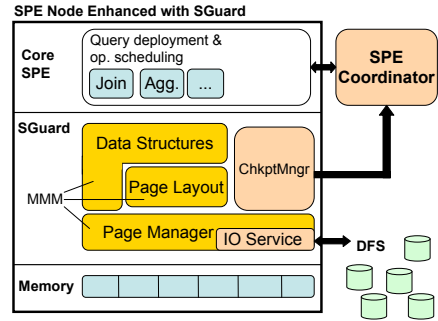 SPE Node Enhanced with SGuard
Core
SPE
Query deployment &
op. scheduling
Join
Agg.
...
SPE
Coordinator
SGuard
Data Structures
Page Layout
ChkptMngr
MMM
Page Manager
IO Service
DFS
Memory